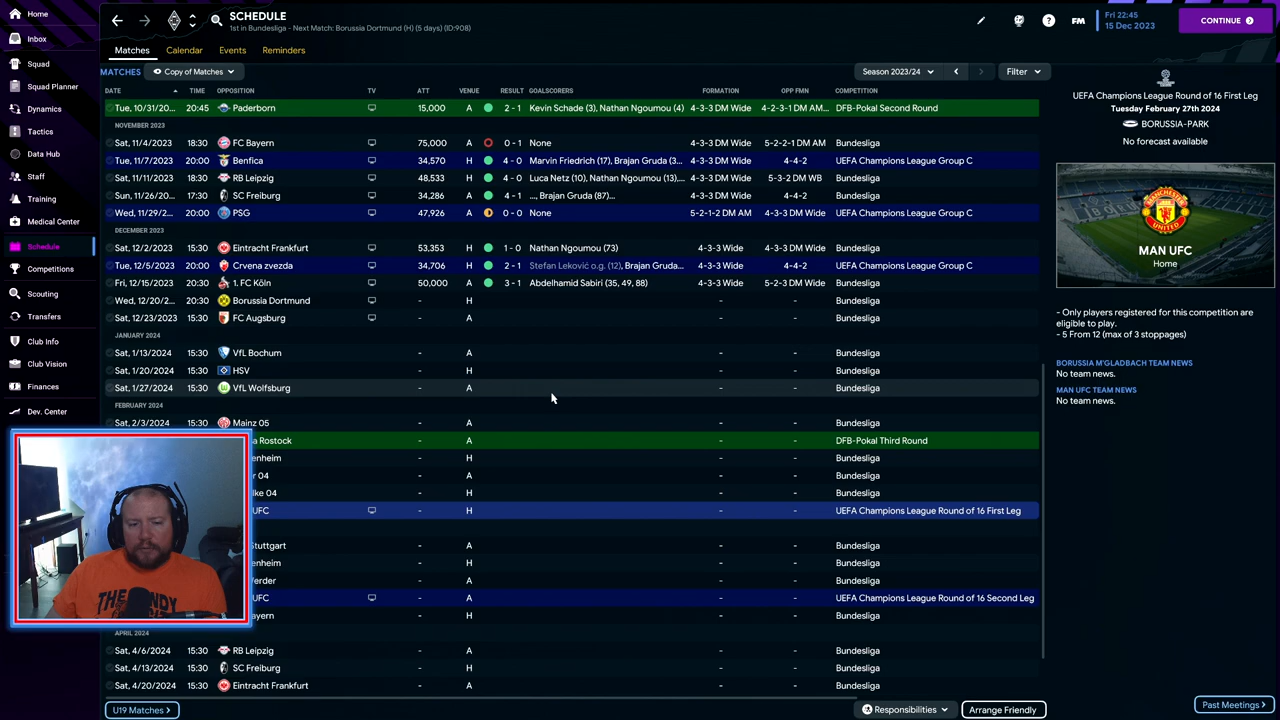 Home
SCHEDULE
1st in Bundesliga - Next Match: Borussia Dortmund (H) (5 days) (ID:908)
FM
Fri 22:45
15 Dec 2023
CONTINUE
Inbox
Squad
Squad Planner
Dynamics
Tactics
Data Hub
Staff
Training
Medical Center
Schedule
Competitions
Scouting
Transfers
Club Info
Club Vision
Finances
Dev. Center
Matches Calendar Events Reminders
MATCHES Copy of Matches Season 2023/24 Filter
DATE TIME OPPOSITION TV ATT VENUE RESULT GOALSCORERS FORMATION OPP FMN COMPETITION
Tue, 10/31/20... 20:45 Paderborn 15,000 A 2 - 1 Kevin Schade (3), Nathan Ngoumou (4) 4-3-3 DM Wide 4-2-3-1 DM AM... DFB-Pokal Second Round
NOVEMBER 2023
Sat, 11/4/2023 18:30 FC Bayern 75,000 A 0 - 1 None 4-3-3 DM Wide 5-2-2-1 DM AM Bundesliga
Tue, 11/7/2023 20:00 Benfica 34,570 H 4 - 0 Marvin Friedrich (17), Brajan Gruda (3... 4-3-3 DM Wide 4-4-2 UEFA Champions League Group C
Sat, 11/11/2023 18:30 RB Leipzig 48,533 H 4 - 0 Luca Netz (10), Nathan Ngoumou (13),... 4-3-3 DM Wide 5-3-2 DM WB Bundesliga
Sun, 11/26/20... 17:30 SC Freiburg 34,286 A 4 - 1 ..., Brajan Gruda (87)... 4-3-3 DM Wide 4-4-2 Bundesliga
Wed, 11/29/2... 20:00 PSG 47,926 A 0 - 0 None 5-2-1-2 DM AM 4-3-3 DM Wide UEFA Champions League Group C
DECEMBER 2023
Sat, 12/2/2023 15:30 Eintracht Frankfurt 53,353 H 1 - 0 Nathan Ngoumou (73) 4-3-3 Wide 4-3-3 DM Wide Bundesliga
Tue, 12/5/2023 20:00 Crvena zvezda 34,706 H 2 - 1 Stefan Leković o.g. (12), Brajan Gruda... 4-3-3 Wide 4-4-2 UEFA Champions League Group C
Fri, 12/15/2023 20:30 1. FC Köln 50,000 A 3 - 1 Abdelhamid Sabiri (35, 49, 88) 4-3-3 Wide 5-2-3 DM Wide Bundesliga
Wed, 12/20/2... 20:30 Borussia Dortmund - H - - Bundesliga
Sat, 12/23/2023 15:30 FC Augsburg - A - - Bundesliga
JANUARY 2024
Sat, 1/13/2024 15:30 VfL Bochum - A - - Bundesliga
Sat, 1/20/2024 15:30 HSV - H - - Bundesliga
Sat, 1/27/2024 15:30 VfL Wolfsburg - A - - Bundesliga
FEBRUARY 2024
Sat, 2/3/2024 15:30 Mainz 05 - A - - Bundesliga
a Rostock - A - - DFB-Pokal Third Round
enheim - H - - Bundesliga
r 04 - A - - Bundesliga
lke 04 - H - - Bundesliga
UFC - H - - UEFA Champions League Round of 16 First Leg
tuttgart - A - - Bundesliga
enheim - H - - Bundesliga
erder - A - - Bundesliga
UFC - A - - UEFA Champions League Round of 16 Second Leg
ayern - H - - Bundesliga
APRIL 2024
Sat, 4/6/2024 15:30 RB Leipzig - A - - Bundesliga
Sat, 4/13/2024 15:30 SC Freiburg - H - - Bundesliga
Sat, 4/20/2024 15:30 Eintracht Frankfurt - A - - Bundesliga
U19 Matches > Responsibilities Arrange Friendly
UEFA Champions League Round of 16 First Leg
Tuesday February 27th 2024
BORUSSIA-PARK
No forecast available
MANCHESTER
UNITED
MAN UFC
Home
- Only players registered for this competition are
eligible to play.
- 5 From 12 (max of 3 stoppages)
BORUSSIA M'GLADBACH TEAM NEWS
No team news.
MAN UFC TEAM NEWS
No team news.
Past Meetings >